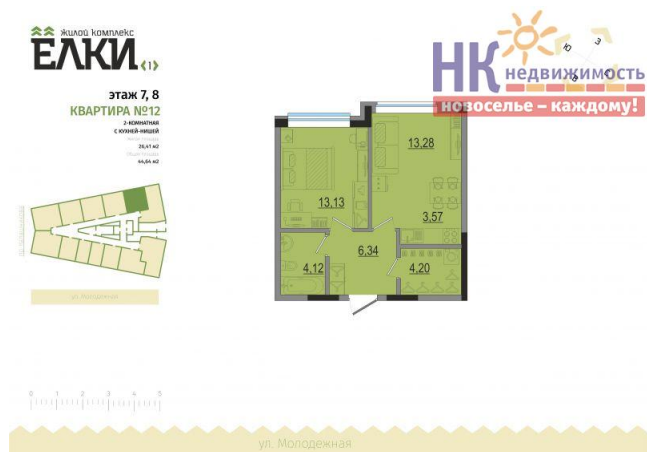 жилой комплекс
ЁЛКИ ‹1›
этаж 7, 8
КВАРТИРА №12
2-КОМНАТНАЯ
С КУХНЕЙ-НИШЕЙ
26,41 м2
44,64 м2
НК недвижимость
новоселье – каждому!
Ю
З
13,28
13,13
3,57
6,34
4,12
4,20
ул. Молодежная
0 1 2 3 4 5
ул. Молодежная